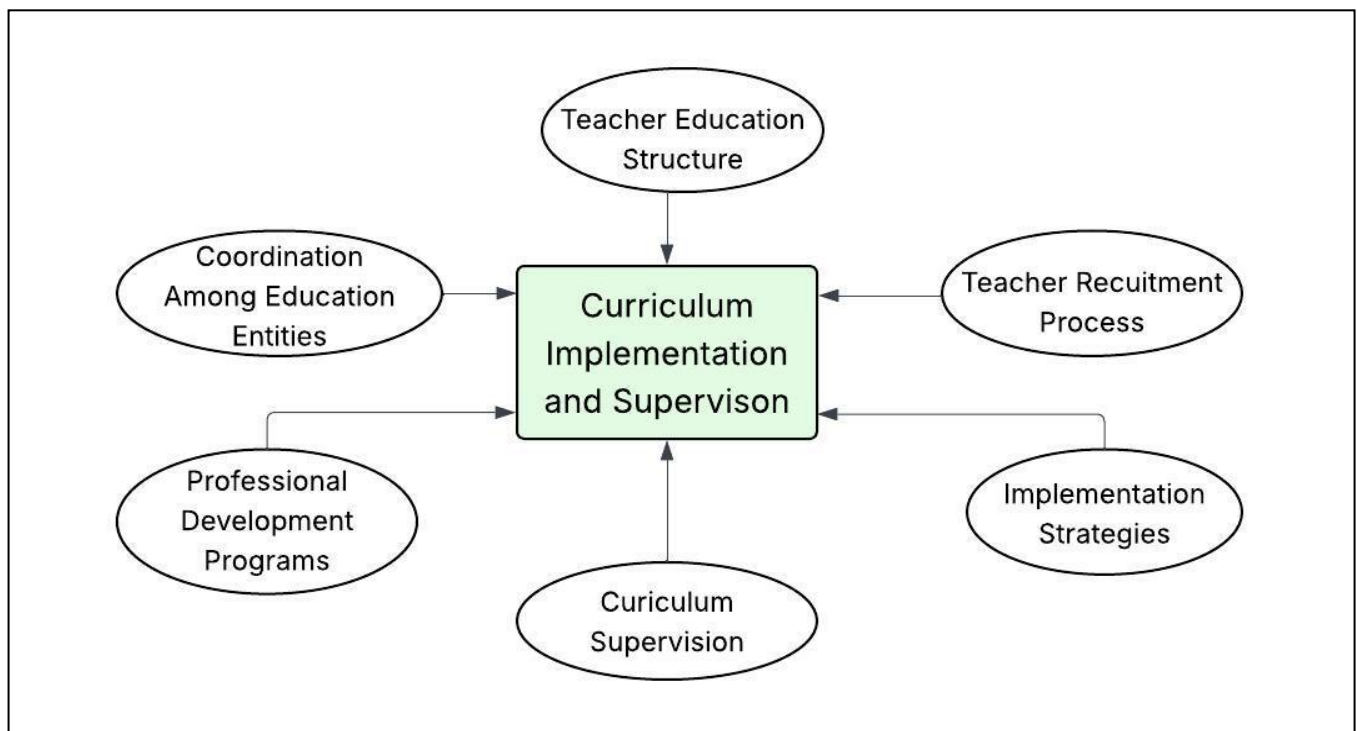 Teacher Education
Structure
Coordination
Among Education
Entities
Curriculum
Implementation
and Supervison
Teacher Recuitment
Process
Professional
Development
Programs
Implementation
Strategies
Curiculum
Supervision